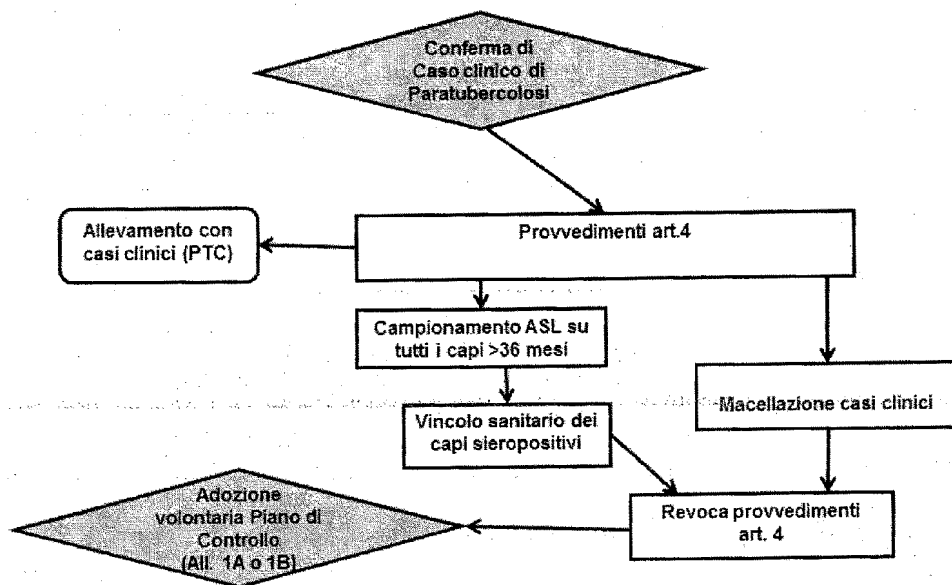 Conferma di
Caso clinico di
Paratubercolosi
Allevamento con
casi clinici (PTC)
Provvedimenti art.4
Campionamento ASL su
tutti i capi >36 mesi
Macellazione casi clinici
Vincolo sanitario dei
capi sieropositivi
Adozione
volontaria Piano di
Controllo
(All. 1A o 1B)
Revoca provvedimenti
art. 4